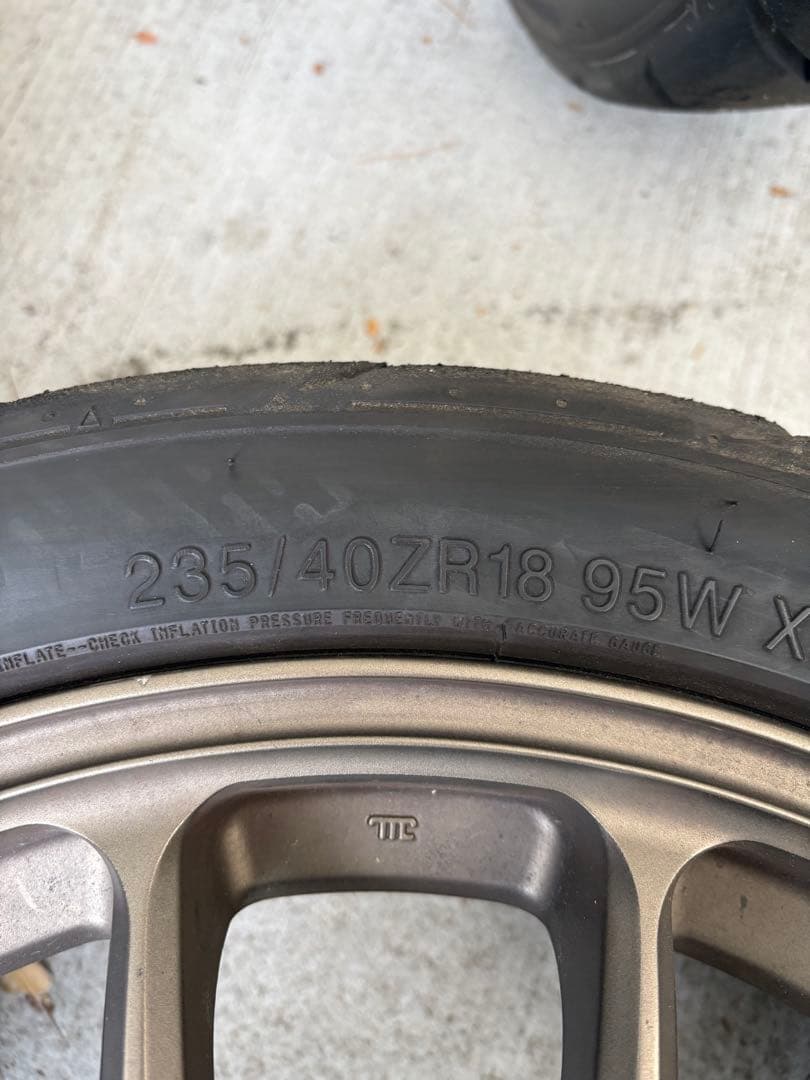 235/40ZR18 95W X
INFLATE--CHECK INFLATION PRESSURE FREQUENTLY WITH ACCURATE GAUGE